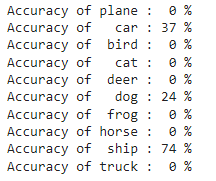 Accuracy of plane :  0 %
Accuracy of   car : 37 %
Accuracy of  bird :  0 %
Accuracy of   cat :  0 %
Accuracy of  deer :  0 %
Accuracy of   dog : 24 %
Accuracy of  frog :  0 %
Accuracy of horse :  0 %
Accuracy of  ship : 74 %
Accuracy of truck :  0 %